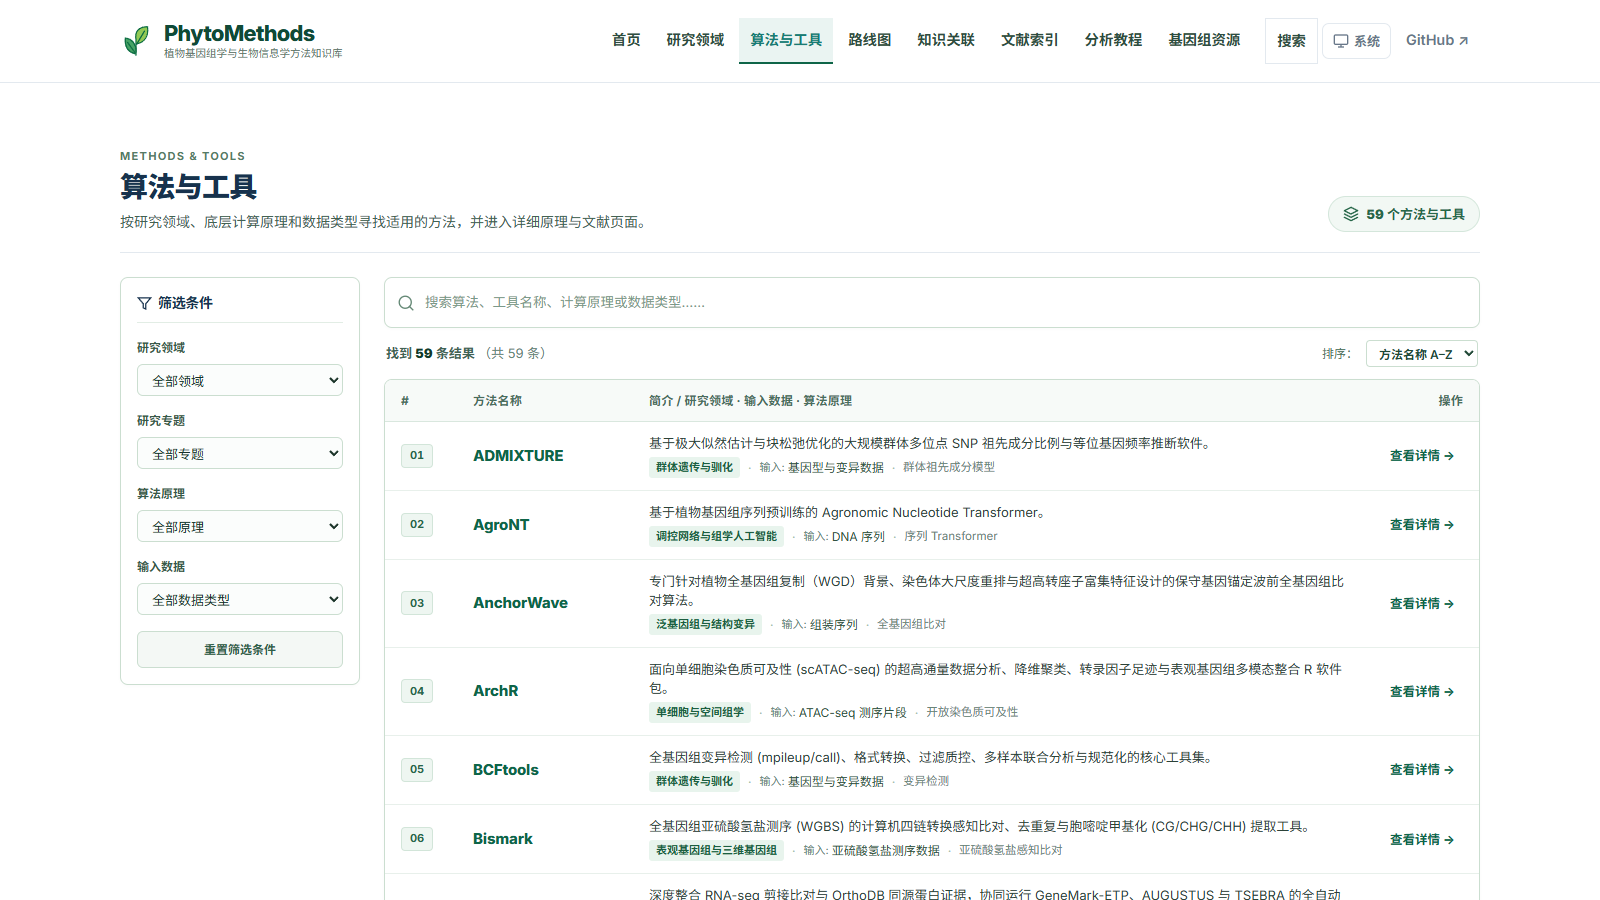 PhytoMethods
植物基因组学与生物信息学方法知识库
首页 研究领域 算法与工具 路线图 知识关联 文献索引 分析教程 基因组资源 搜索 系统 GitHub ↗
METHODS & TOOLS
算法与工具
按研究领域、底层计算原理和数据类型寻找适用的方法，并进入详细原理与文献页面。
59 个方法与工具
筛选条件
研究领域
全部领域
研究专题
全部专题
算法原理
全部原理
输入数据
全部数据类型
重置筛选条件
搜索算法、工具名称、计算原理或数据类型……
找到 59 条结果 （共 59 条）
排序： 方法名称 A–Z
# 方法名称 简介 / 研究领域 · 输入数据 · 算法原理 操作
01 ADMIXTURE
基于极大似然估计与块松弛优化的大规模群体多位点 SNP 祖先成分比例与等位基因频率推断软件。
群体遗传与驯化 · 输入: 基因型与变异数据 · 群体祖先成分模型
查看详情 →
02 AgroNT
基于植物基因组序列预训练的 Agronomic Nucleotide Transformer。
调控网络与组学人工智能 · 输入: DNA 序列 · 序列 Transformer
查看详情 →
03 AnchorWave
专门针对植物全基因组复制（WGD）背景、染色体大尺度重排与超高转座子富集特征设计的保守基因锚定波前全基因组比
对算法。
泛基因组与结构变异 · 输入: 组装序列 · 全基因组比对
查看详情 →
04 ArchR
面向单细胞染色质可及性 (scATAC-seq) 的超高通量数据分析、降维聚类、转录因子足迹与表观基因组多模态整合 R 软件
包。
单细胞与空间组学 · 输入: ATAC-seq 测序片段 · 开放染色质可及性
查看详情 →
05 BCFtools
全基因组变异检测 (mpileup/call)、格式转换、过滤质控、多样本联合分析与规范化的核心工具集。
群体遗传与驯化 · 输入: 基因型与变异数据 · 变异检测
查看详情 →
06 Bismark
全基因组亚硫酸氢盐测序 (WGBS) 的计算机四链转换感知比对、去重复与胞嘧啶甲基化 (CG/CHG/CHH) 提取工具。
表观基因组与三维基因组 · 输入: 亚硫酸氢盐测序数据 · 亚硫酸氢盐感知比对
查看详情 →
深度整合 RNA-seq 剪接比对与 OrthoDB 同源蛋白证据，协同运行 GeneMark-ETP、AUGUSTUS 与 TSEBRA 的全自动